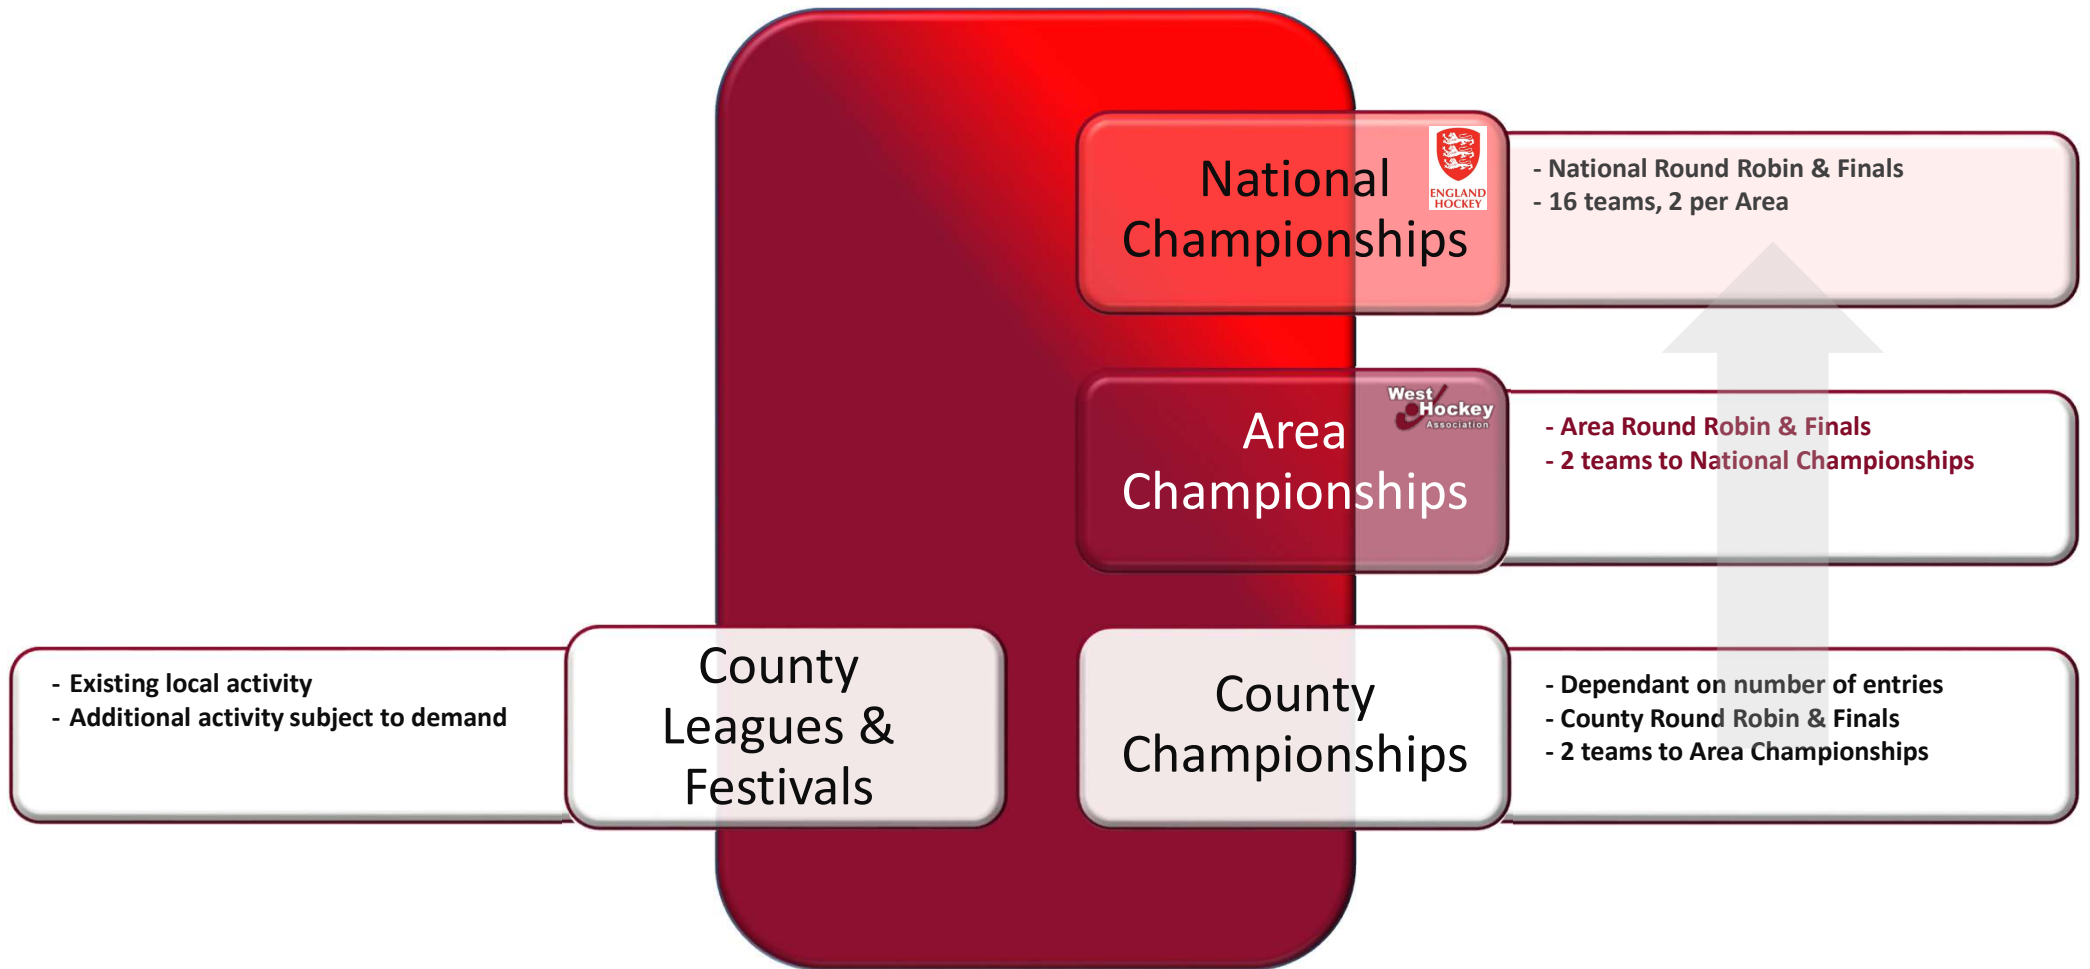 National
Championships
ENGLAND
HOCKEY
- National Round Robin & Finals
- 16 teams, 2 per Area
Area
Championships
West
Hockey
Association
- Area Round Robin & Finals
- 2 teams to National Championships
- Existing local activity
- Additional activity subject to demand
County
Leagues &
Festivals
County
Championships
- Dependant on number of entries
- County Round Robin & Finals
- 2 teams to Area Championships